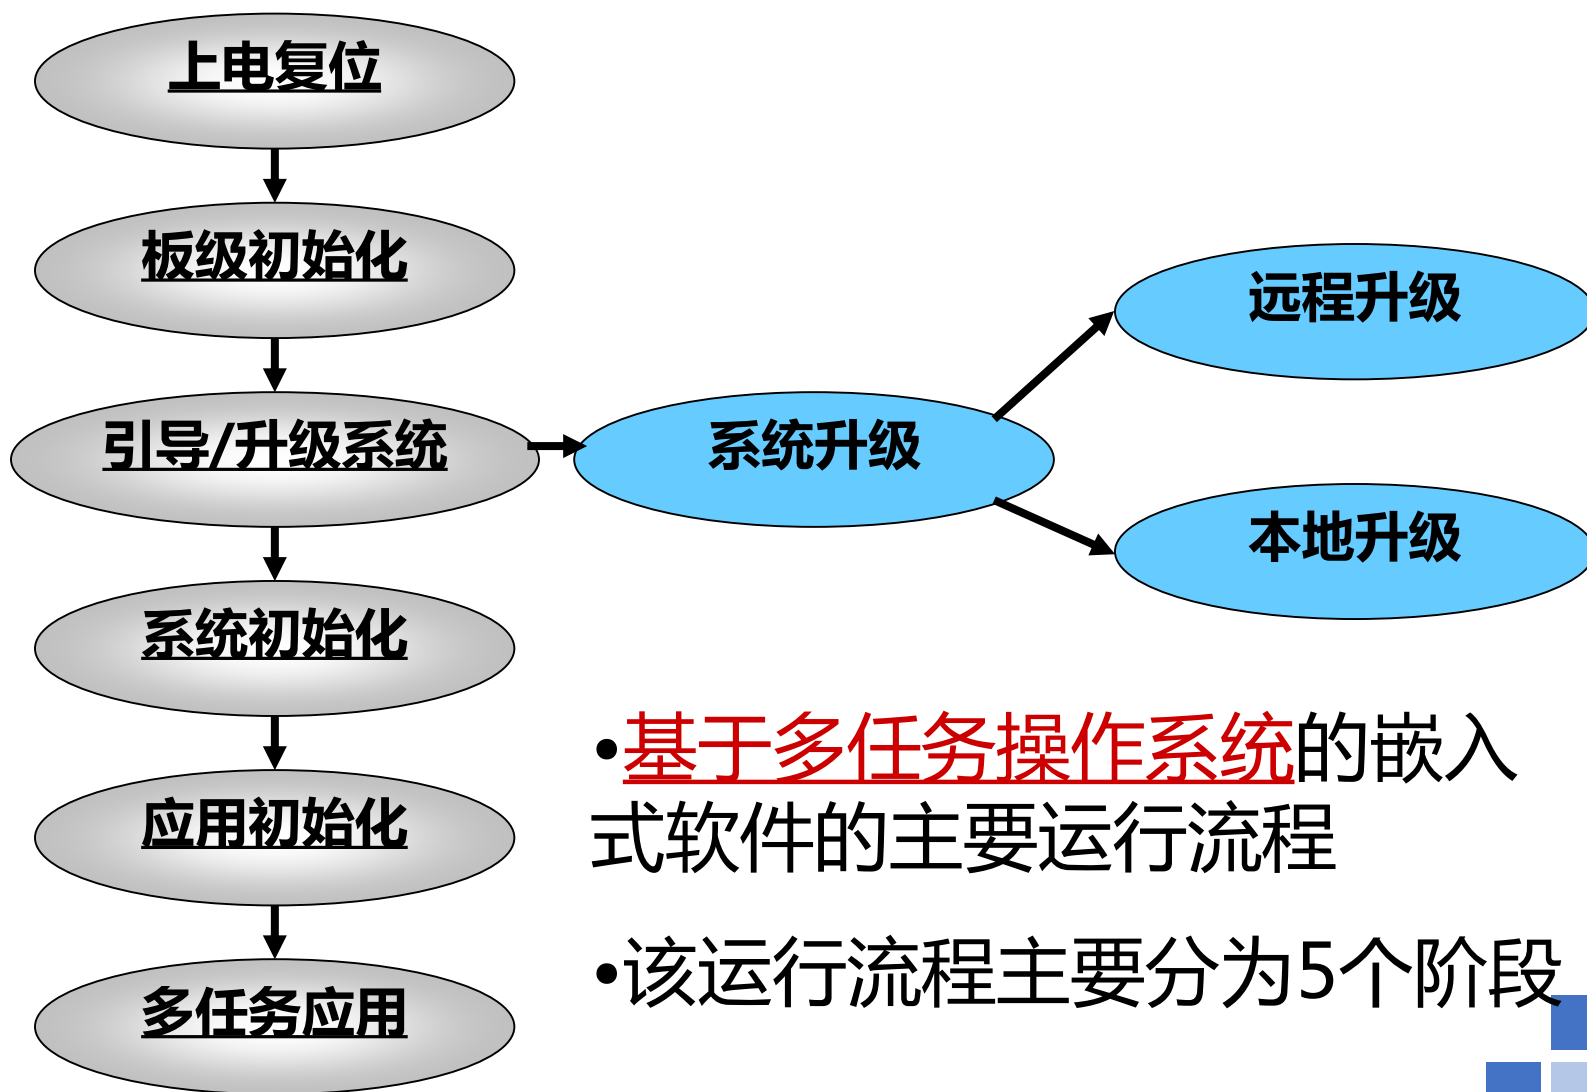 上电复位
板级初始化
引导/升级系统
系统初始化
应用初始化
多任务应用
系统升级
远程升级
本地升级
•基于多任务操作系统的嵌入
式软件的主要运行流程
•该运行流程主要分为5个阶段